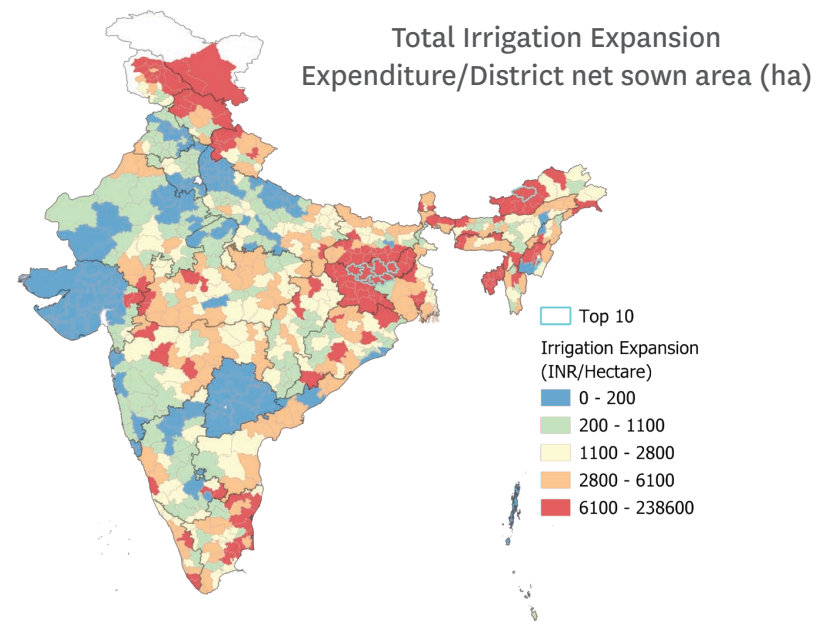 Total Irrigation Expansion
Expenditure/District net sown area (ha)
Top 10
Irrigation Expansion
(INR/Hectare)
0 - 200
200 - 1100
1100 - 2800
2800 - 6100
6100 - 238600